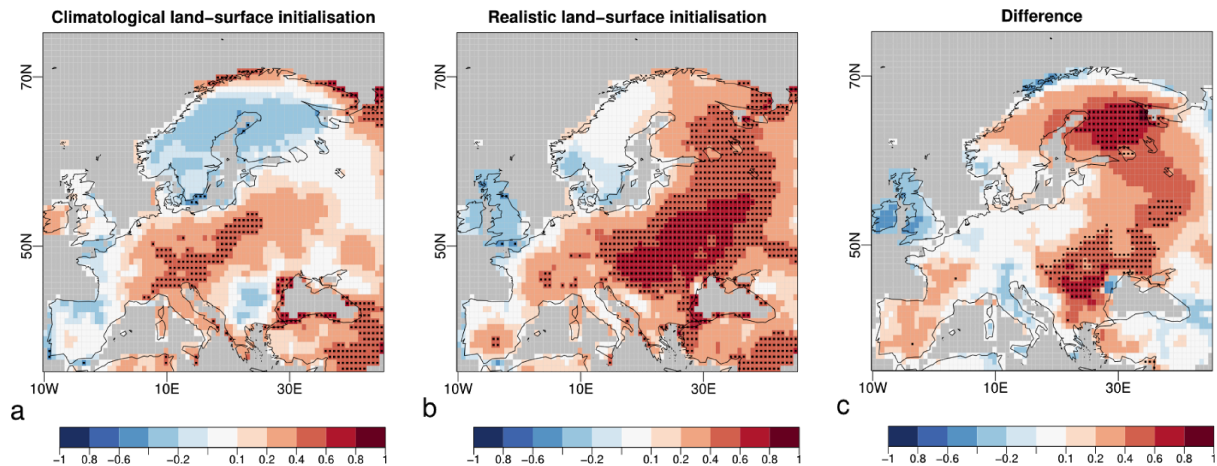 Climatological land−surface initialisation
Realistic land−surface initialisation
Difference
70N
50N
10W
10E
30E
a
−1
0.8
−0.6
−0.2
0.1
0.2
0.4
0.6
0.8
1
70N
50N
10W
10E
30E
b
−1
0.8
−0.6
−0.2
0.1
0.2
0.4
0.6
0.8
1
70N
50N
10W
10E
30E
c
−1
0.8
−0.6
−0.2
0.1
0.2
0.4
0.6
0.8
1